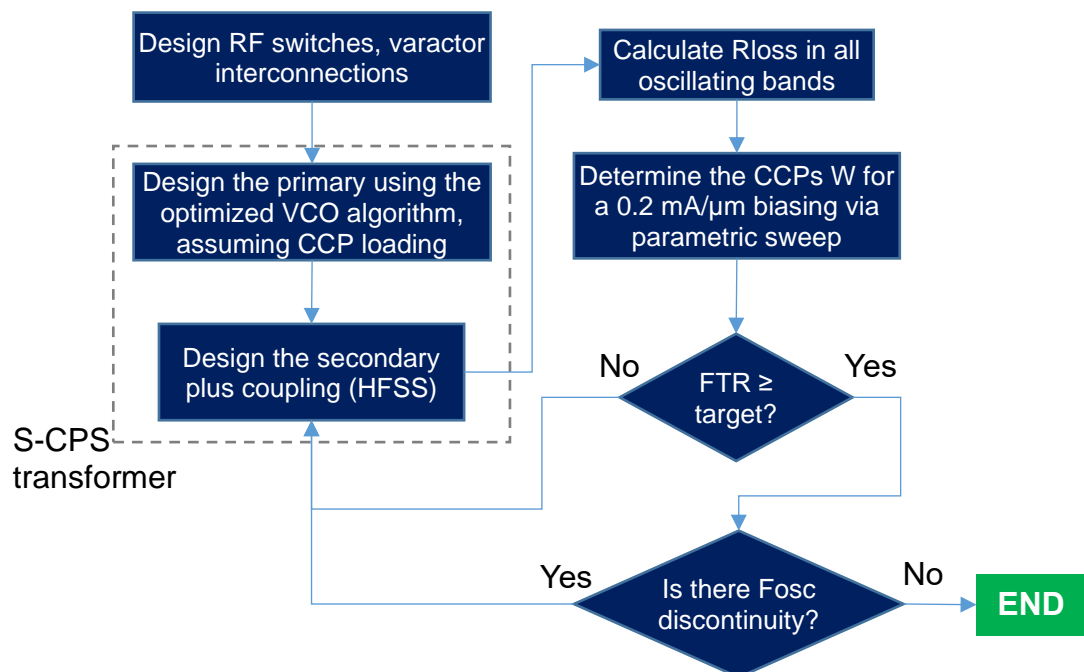 Design RF switches, varactor
interconnections
Design the primary using the
optimized VCO algorithm,
assuming CCP loading
Design the secondary
plus coupling (HFSS)
S-CPS
transformer
Calculate Rloss in all
oscillating bands
Determine the CCPs W for
a 0.2 mA/µm biasing via
parametric sweep
No
Yes
FTR ≥
target?
Yes
No
Is there Fosc
discontinuity?
END